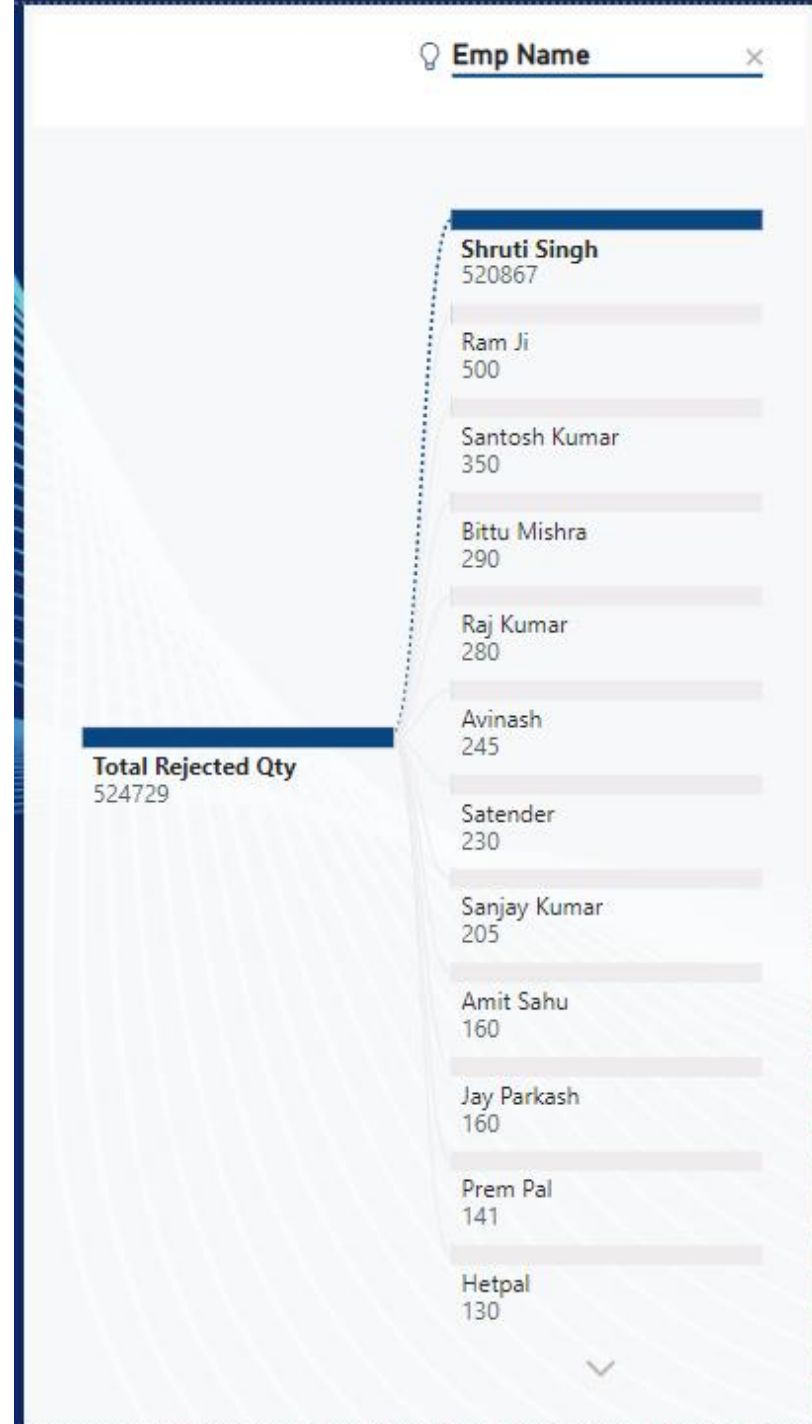 Emp Name
Shruti Singh
520867
Ram Ji
500
Santosh Kumar
350
Bittu Mishra
290
Raj Kumar
280
Avinash
245
Total Rejected Qty
524729
Satender
230
Sanjay Kumar
205
Amit Sahu
160
Jay Parkash
160
Prem Pal
141
Hetpal
130